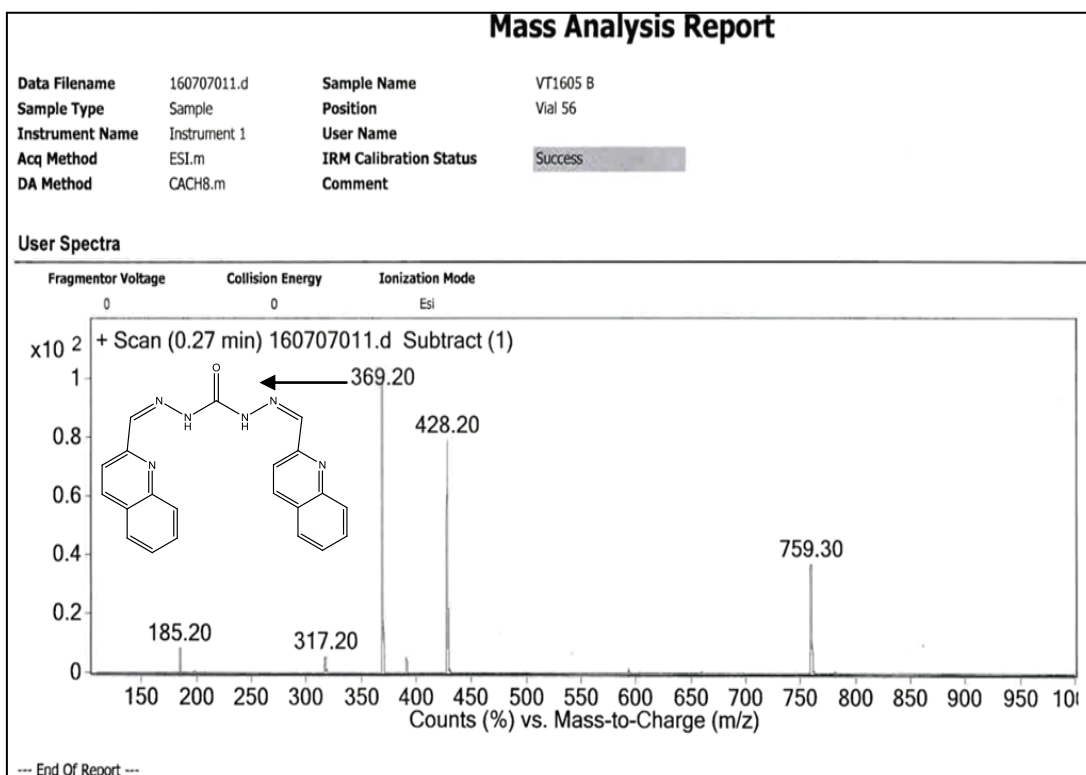 Mass Analysis Report
Data Filename 160707011.d Sample Name VT1605 B
Sample Type Sample Position Vial 56
Instrument Name Instrument 1 User Name
Acq Method ESI.m IRM Calibration Status Success
DA Method CACH8.m Comment
User Spectra
Fragmentor Voltage Collision Energy Ionization Mode
0 0 Esi
+ Scan (0.27 min) 160707011.d Subtract (1)
x10 2
1
0.8
0.6
0.4
0.2
0
369.20
428.20
759.30
185.20
317.20
O
N N H N H N
N N
150 200 250 300 350 400 450 500 550 600 650 700 750 800 850 900 950
Counts (%) vs. Mass-to-Charge (m/z)
--- End Of Report ---